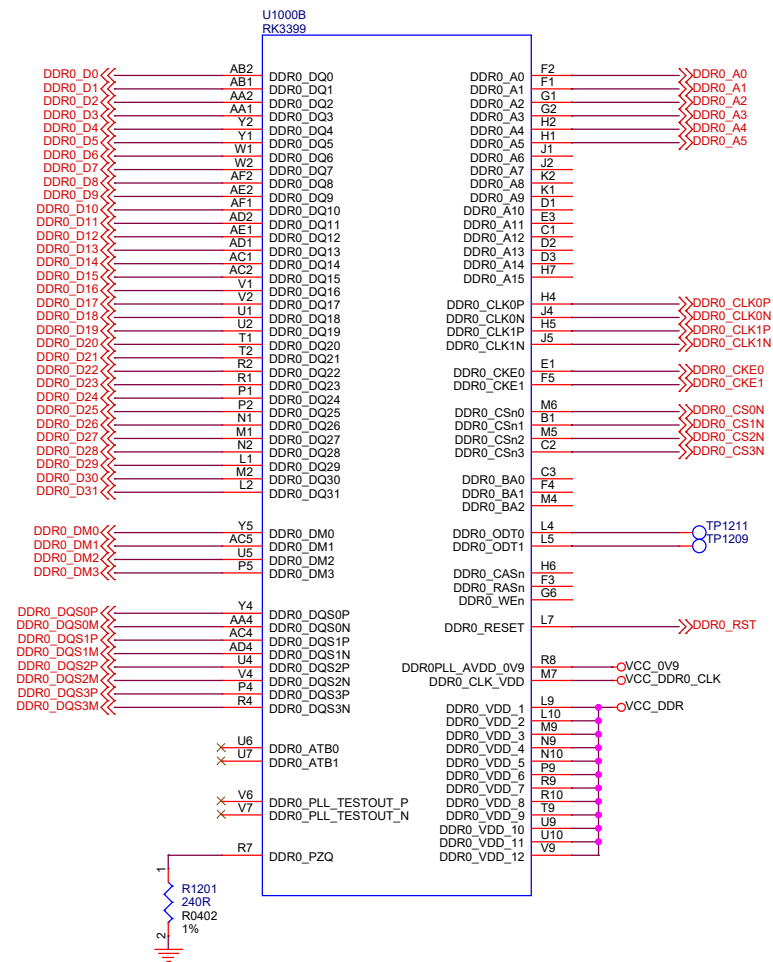 U1000B
RK3399
DDR0_D0 AB2 DDR0_DQ0 DDR0_A0 F2 DDR0_A0
DDR0_D1 AB1 DDR0_DQ1 DDR0_A1 F1 DDR0_A1
DDR0_D2 AA2 DDR0_DQ2 DDR0_A2 G1 DDR0_A2
DDR0_D3 AA1 DDR0_DQ3 DDR0_A3 G2 DDR0_A3
DDR0_D4 Y2 DDR0_DQ4 DDR0_A4 H2 DDR0_A4
DDR0_D5 Y1 DDR0_DQ5 DDR0_A5 H1 DDR0_A5
DDR0_D6 W1 DDR0_DQ6 DDR0_A6 J1
DDR0_D7 W2 DDR0_DQ7 DDR0_A7 J2
DDR0_D8 AF2 DDR0_DQ8 DDR0_A8 K2
DDR0_D9 AE2 DDR0_DQ9 DDR0_A9 K1
DDR0_D10 AF1 DDR0_DQ10 DDR0_A10 D1
DDR0_D11 AD2 DDR0_DQ11 DDR0_A11 E3
DDR0_D12 AE1 DDR0_DQ12 DDR0_A12 C1
DDR0_D13 AD1 DDR0_DQ13 DDR0_A13 D2
DDR0_D14 AC1 DDR0_DQ14 DDR0_A14 D3
DDR0_D15 AC2 DDR0_DQ15 DDR0_A15 H7
DDR0_D16 V1 DDR0_DQ16
DDR0_D17 V2 DDR0_DQ17 DDR0_CLK0P H4 DDR0_CLK0P
DDR0_D18 U1 DDR0_DQ18 DDR0_CLK0N J4 DDR0_CLK0N
DDR0_D19 U2 DDR0_DQ19 DDR0_CLK1P H5 DDR0_CLK1P
DDR0_D20 T1 DDR0_DQ20 DDR0_CLK1N J5 DDR0_CLK1N
DDR0_D21 T2 DDR0_DQ21
DDR0_D22 R2 DDR0_DQ22 DDR0_CKE0 E1 DDR0_CKE0
DDR0_D23 R1 DDR0_DQ23 DDR0_CKE1 F5 DDR0_CKE1
DDR0_D24 P1 DDR0_DQ24
DDR0_D25 P2 DDR0_DQ25 DDR0_CSn0 M6 DDR0_CS0N
DDR0_D26 N1 DDR0_DQ26 DDR0_CSn1 B1 DDR0_CS1N
DDR0_D27 M1 DDR0_DQ27 DDR0_CSn2 M5 DDR0_CS2N
DDR0_D28 N2 DDR0_DQ28 DDR0_CSn3 C2 DDR0_CS3N
DDR0_D29 L1 DDR0_DQ29
DDR0_D30 M2 DDR0_DQ30 DDR0_BA0 C3
DDR0_D31 L2 DDR0_DQ31 DDR0_BA1 F4
DDR0_BA2 M4
DDR0_DM0 Y5 DDR0_DM0 DDR0_ODT0 L4 TP1211
DDR0_DM1 AC5 DDR0_DM1 DDR0_ODT1 L5 TP1209
DDR0_DM2 U5 DDR0_DM2
DDR0_DM3 P5 DDR0_DM3 DDR0_CASn H6
DDR0_RASn F3
DDR0_WEn G6
DDR0_DQS0P Y4 DDR0_DQS0P
DDR0_DQS0M AA4 DDR0_DQS0N DDR0_RESET L7 DDR0_RST
DDR0_DQS1P AC4 DDR0_DQS1P
DDR0_DQS1M AD4 DDR0_DQS1N
DDR0_DQS2P U4 DDR0_DQS2P DDR0PLL_AVDD_0V9 R8 VCC_0V9
DDR0_DQS2M V4 DDR0_DQS2N DDR0_CLK_VDD M7 VCC_DDR0_CLK
DDR0_DQS3P P4 DDR0_DQS3P
DDR0_DQS3M R4 DDR0_DQS3N DDR0_VDD_1 L9 VCC_DDR
DDR0_VDD_2 L10
DDR0_VDD_3 M9
U6 DDR0_ATB0 DDR0_VDD_4 N9
U7 DDR0_ATB1 DDR0_VDD_5 N10
DDR0_VDD_6 P9
DDR0_VDD_7 R9
V6 DDR0_PLL_TESTOUT_P DDR0_VDD_8 R10
V7 DDR0_PLL_TESTOUT_N DDR0_VDD_9 T9
DDR0_VDD_10 U9
DDR0_VDD_11 U10
R7 DDR0_PZQ DDR0_VDD_12 V9
1
R1201
240R
R0402
1%
2